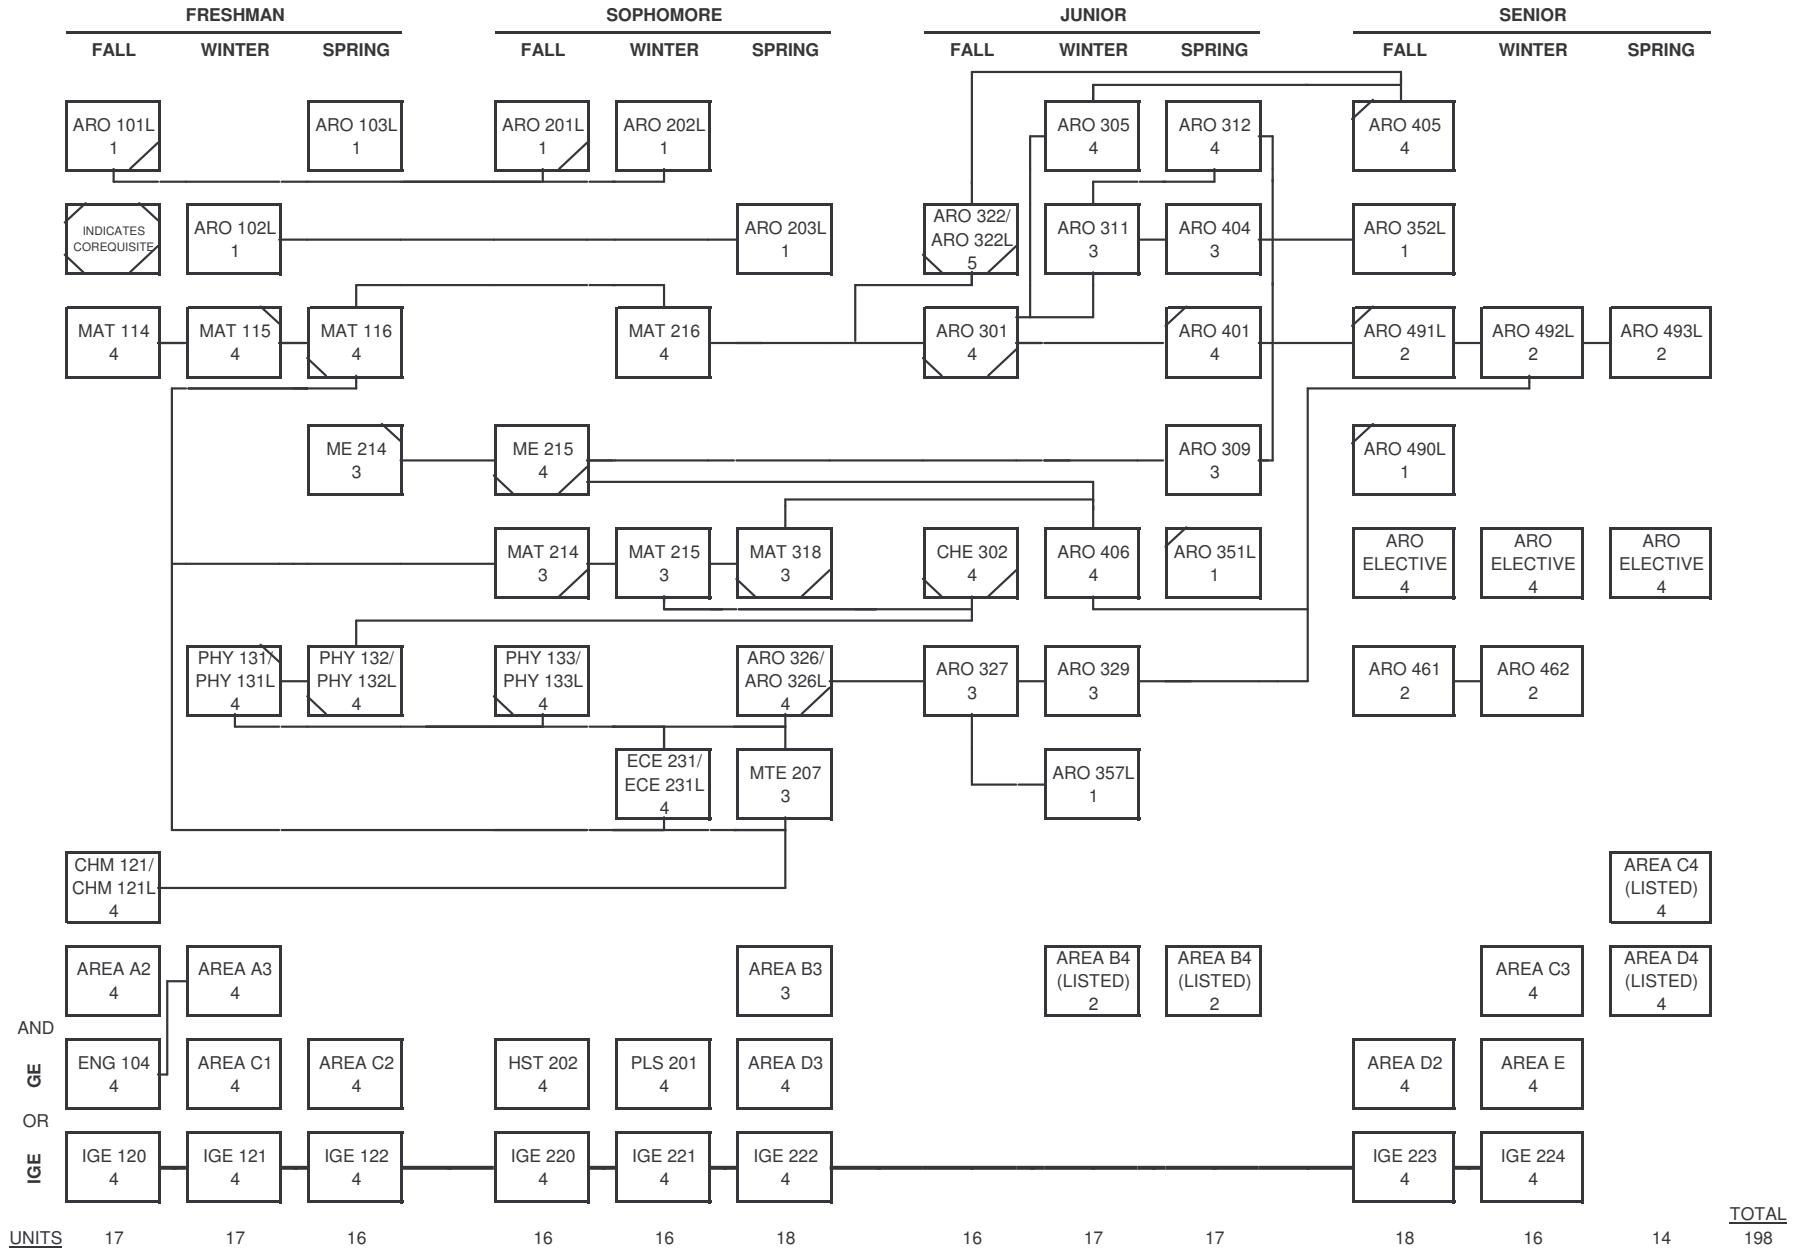 FRESHMAN SOPHOMORE JUNIOR SENIOR
FALL WINTER SPRING FALL WINTER SPRING FALL WINTER SPRING FALL WINTER SPRING
ARO 101L ARO 103L ARO 201L ARO 202L ARO 305 ARO 312 ARO 405
1 1 1 1 4 4 4
INDICATES
COREQUISITE
ARO 102L ARO 203L
1 1
ARO 322/
ARO 322L
5
ARO 311 ARO 404 ARO 352L
3 3 1
MAT 114 MAT 115 MAT 116 MAT 216 ARO 301 ARO 401 ARO 491L ARO 492L ARO 493L
4 4 4 4 4 4 2 2 2
ME 214 ME 215 ARO 309 ARO 490L
3 4 3 1
MAT 214 MAT 215 MAT 318 CHE 302 ARO 406 ARO 351L
3 3 3 4 4 1
ARO ARO ARO
ELECTIVE ELECTIVE ELECTIVE
4 4 4
PHY 131/ PHY 132/ PHY 133/ ARO 326/
PHY 131L PHY 132L PHY 133L ARO 326L
4 4 4 4
ARO 327 ARO 329 ARO 461 ARO 462
3 3 2 2
ECE 231/
ECE 231L
4
MTE 207 ARO 357L
3 1
CHM 121/
CHM 121L
4
AREA C4
(LISTED)
4
AREA A2 AREA A3 AREA B3
4 4 3
AREA B4 AREA B4
(LISTED) (LISTED)
2 2
AREA C3
4
AREA D4
(LISTED)
4
AND
GE
ENG 104 AREA C1 AREA C2 HST 202 PLS 201 AREA D3 AREA D2 AREA E
4 4 4 4 4 4 4 4
OR
IGE
IGE 120 IGE 121 IGE 122 IGE 220 IGE 221 IGE 222 IGE 223 IGE 224
4 4 4 4 4 4 4 4
TOTAL
UNITS 17 17 16 16 16 18 16 17 17 18 16 14 198